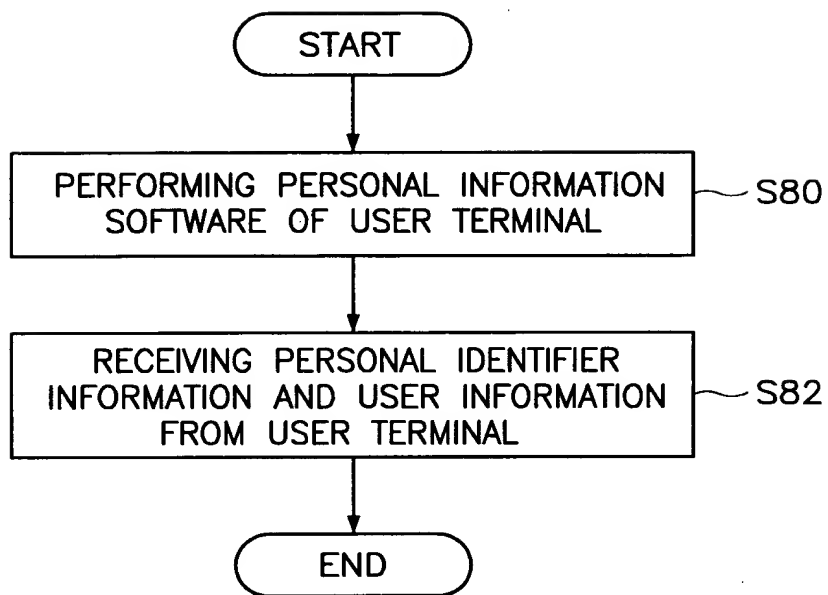 START
PERFORMING PERSONAL INFORMATION
SOFTWARE OF USER TERMINAL
S80
RECEIVING PERSONAL IDENTIFIER
INFORMATION AND USER INFORMATION
FROM USER TERMINAL
S82
END